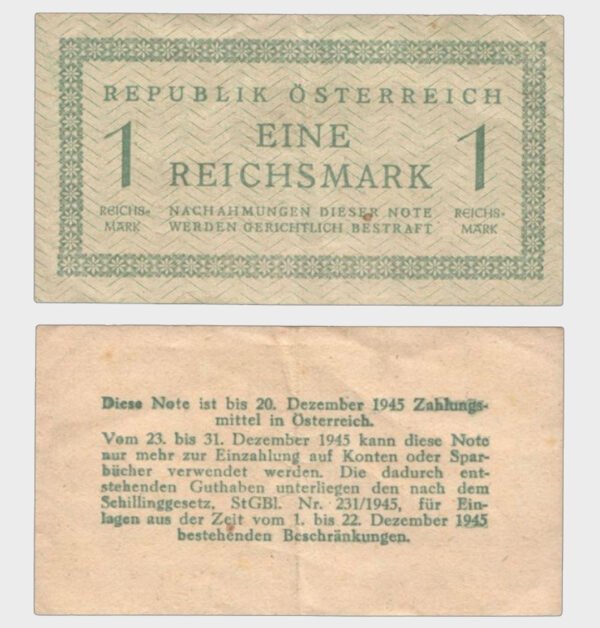 REPUBLIK ÖSTERREICH
1 EINE 1
REICHSMARK
REICHS- NACHAHMUNGEN DIESER NOTE REICHS-
MARK WERDEN GERICHTLICH BESTRAFT MARK
Diese Note ist bis 20. Dezember 1945 Zahlungs-
mittel in Österreich.
Vom 23. bis 31. Dezember 1945 kann diese Note
nur mehr zur Einzahlung auf Konten oder Spar-
bücher verwendet werden. Die dadurch ent-
stehenden Guthaben unterliegen den nach dem
Schillinggesetz, StGBl. Nr. 231/1945, für Ein-
lagen aus der Zeit vom 1. bis 22. Dezember 1945
bestehenden Beschränkungen.